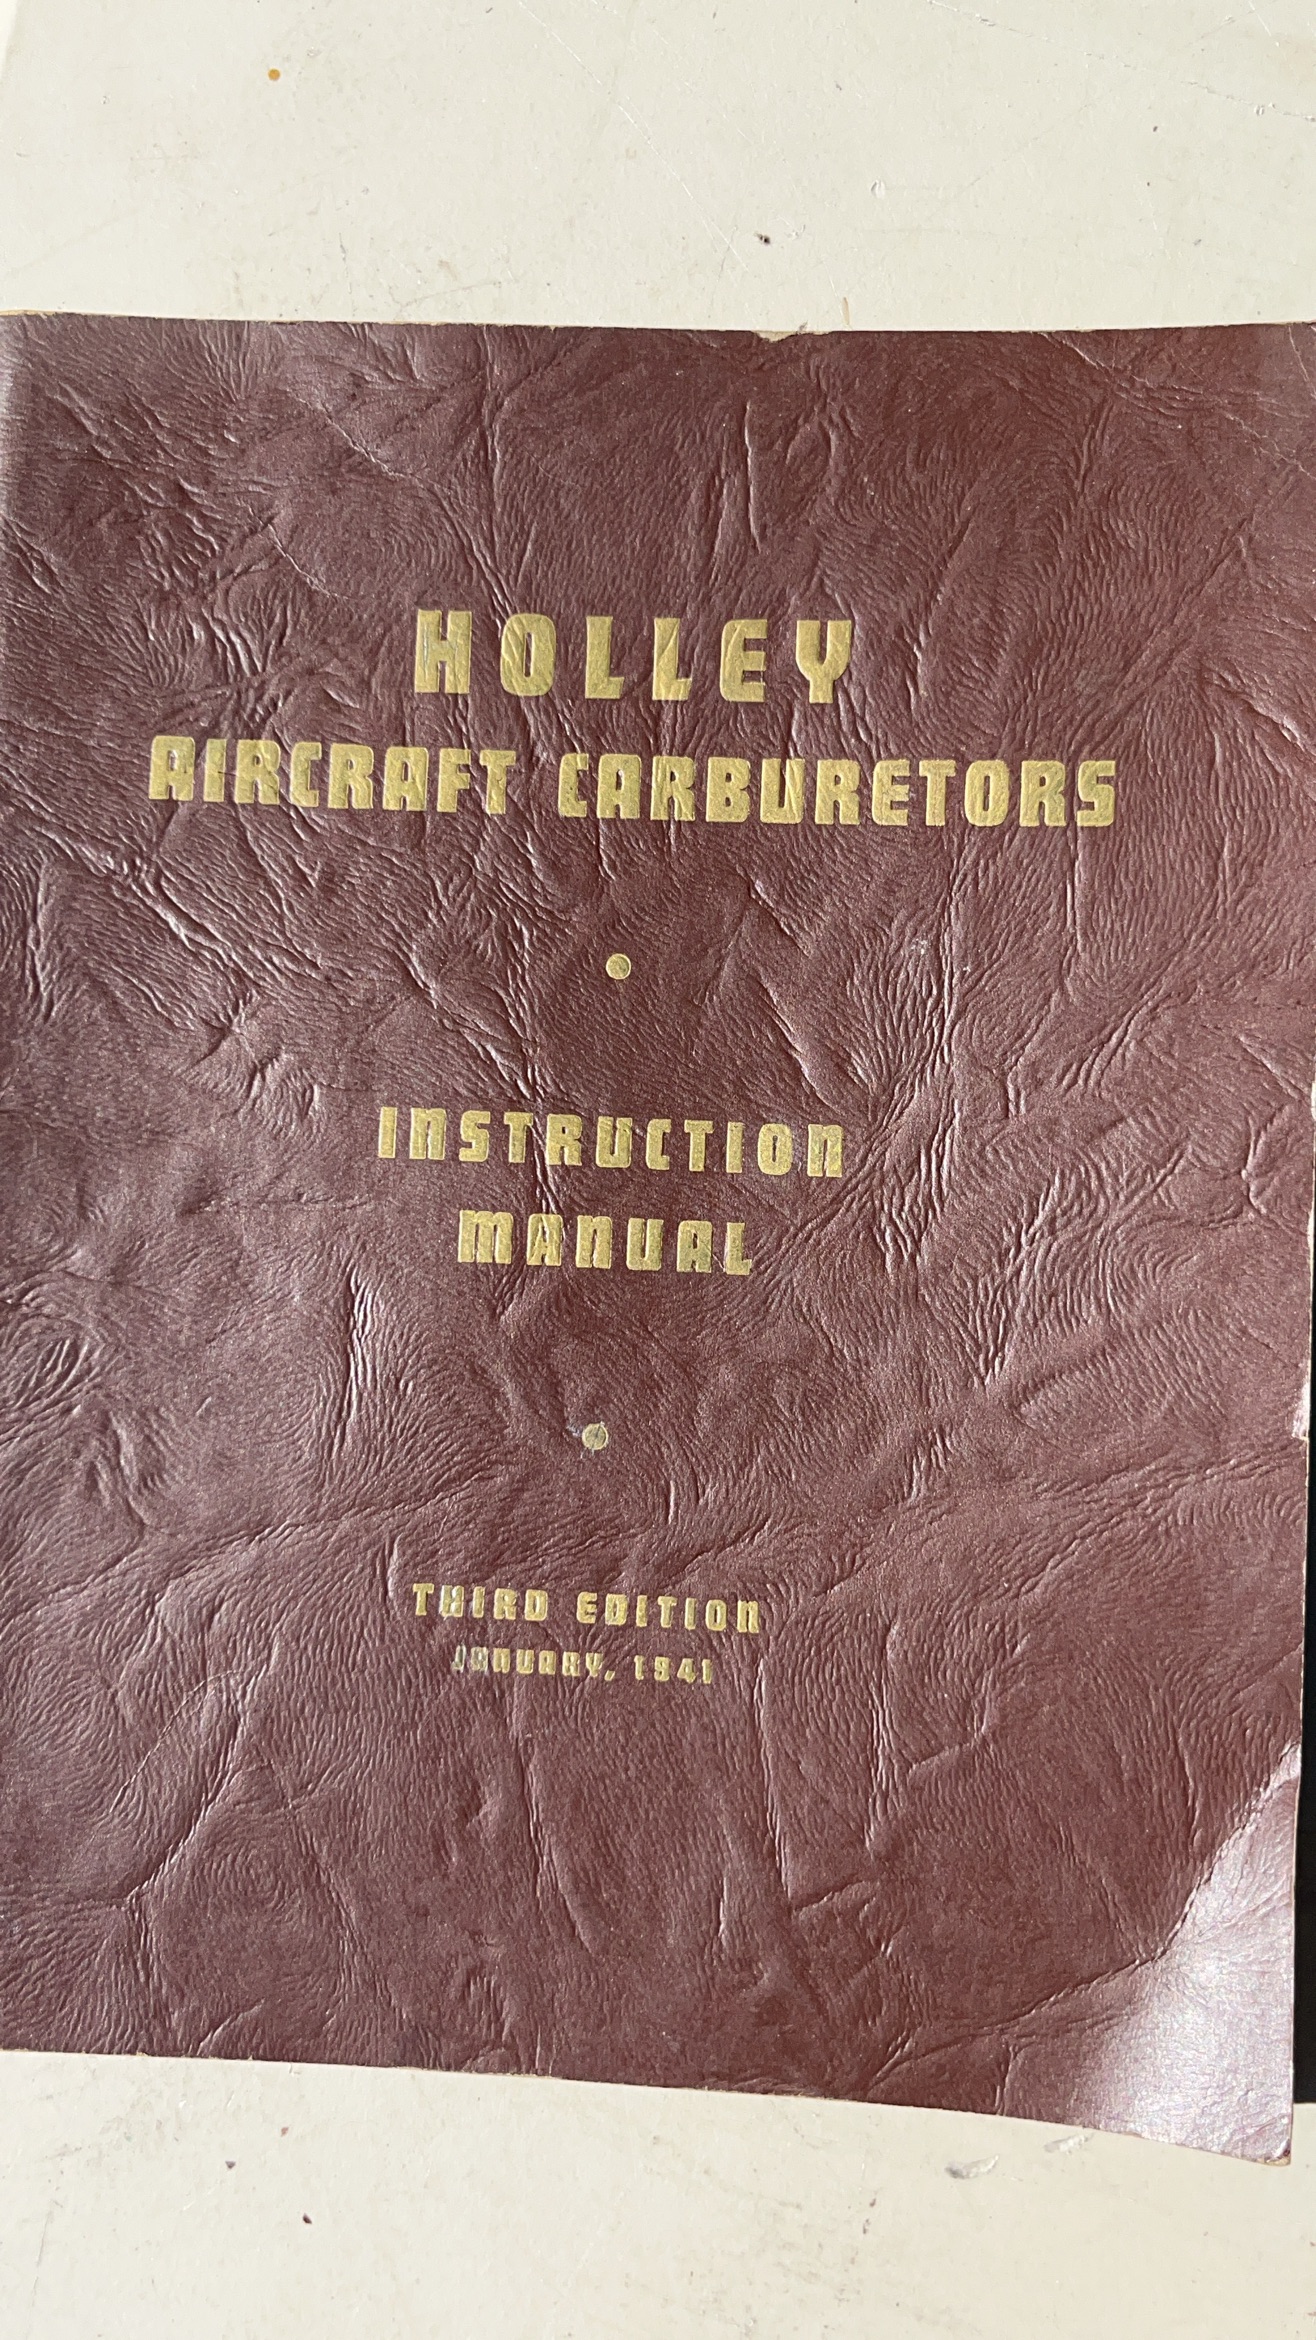 HOLLEY
AIRCRAFT CARBURETORS
INSTRUCTION
MANUAL
THIRD EDITION
JANUARY, 1941